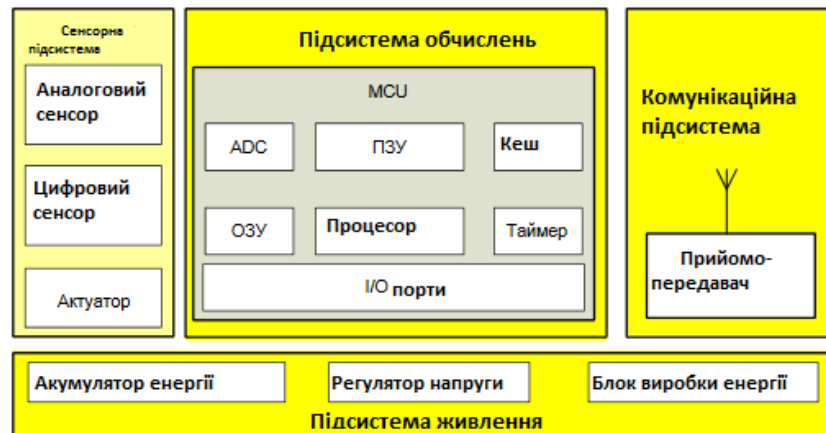 Сенсорна
підсистема
Аналоговий
сенсор
Цифровий
сенсор
Актуатор
Підсистема обчислень
MCU
ADC
ПЗУ
Кеш
ОЗУ
Процесор
Таймер
I/O порти
Комунікаційна
підсистема
Прийомо-
передавач
Акумулятор енергії
Регулятор напруги
Блок виробки енергії
Підсистема живлення